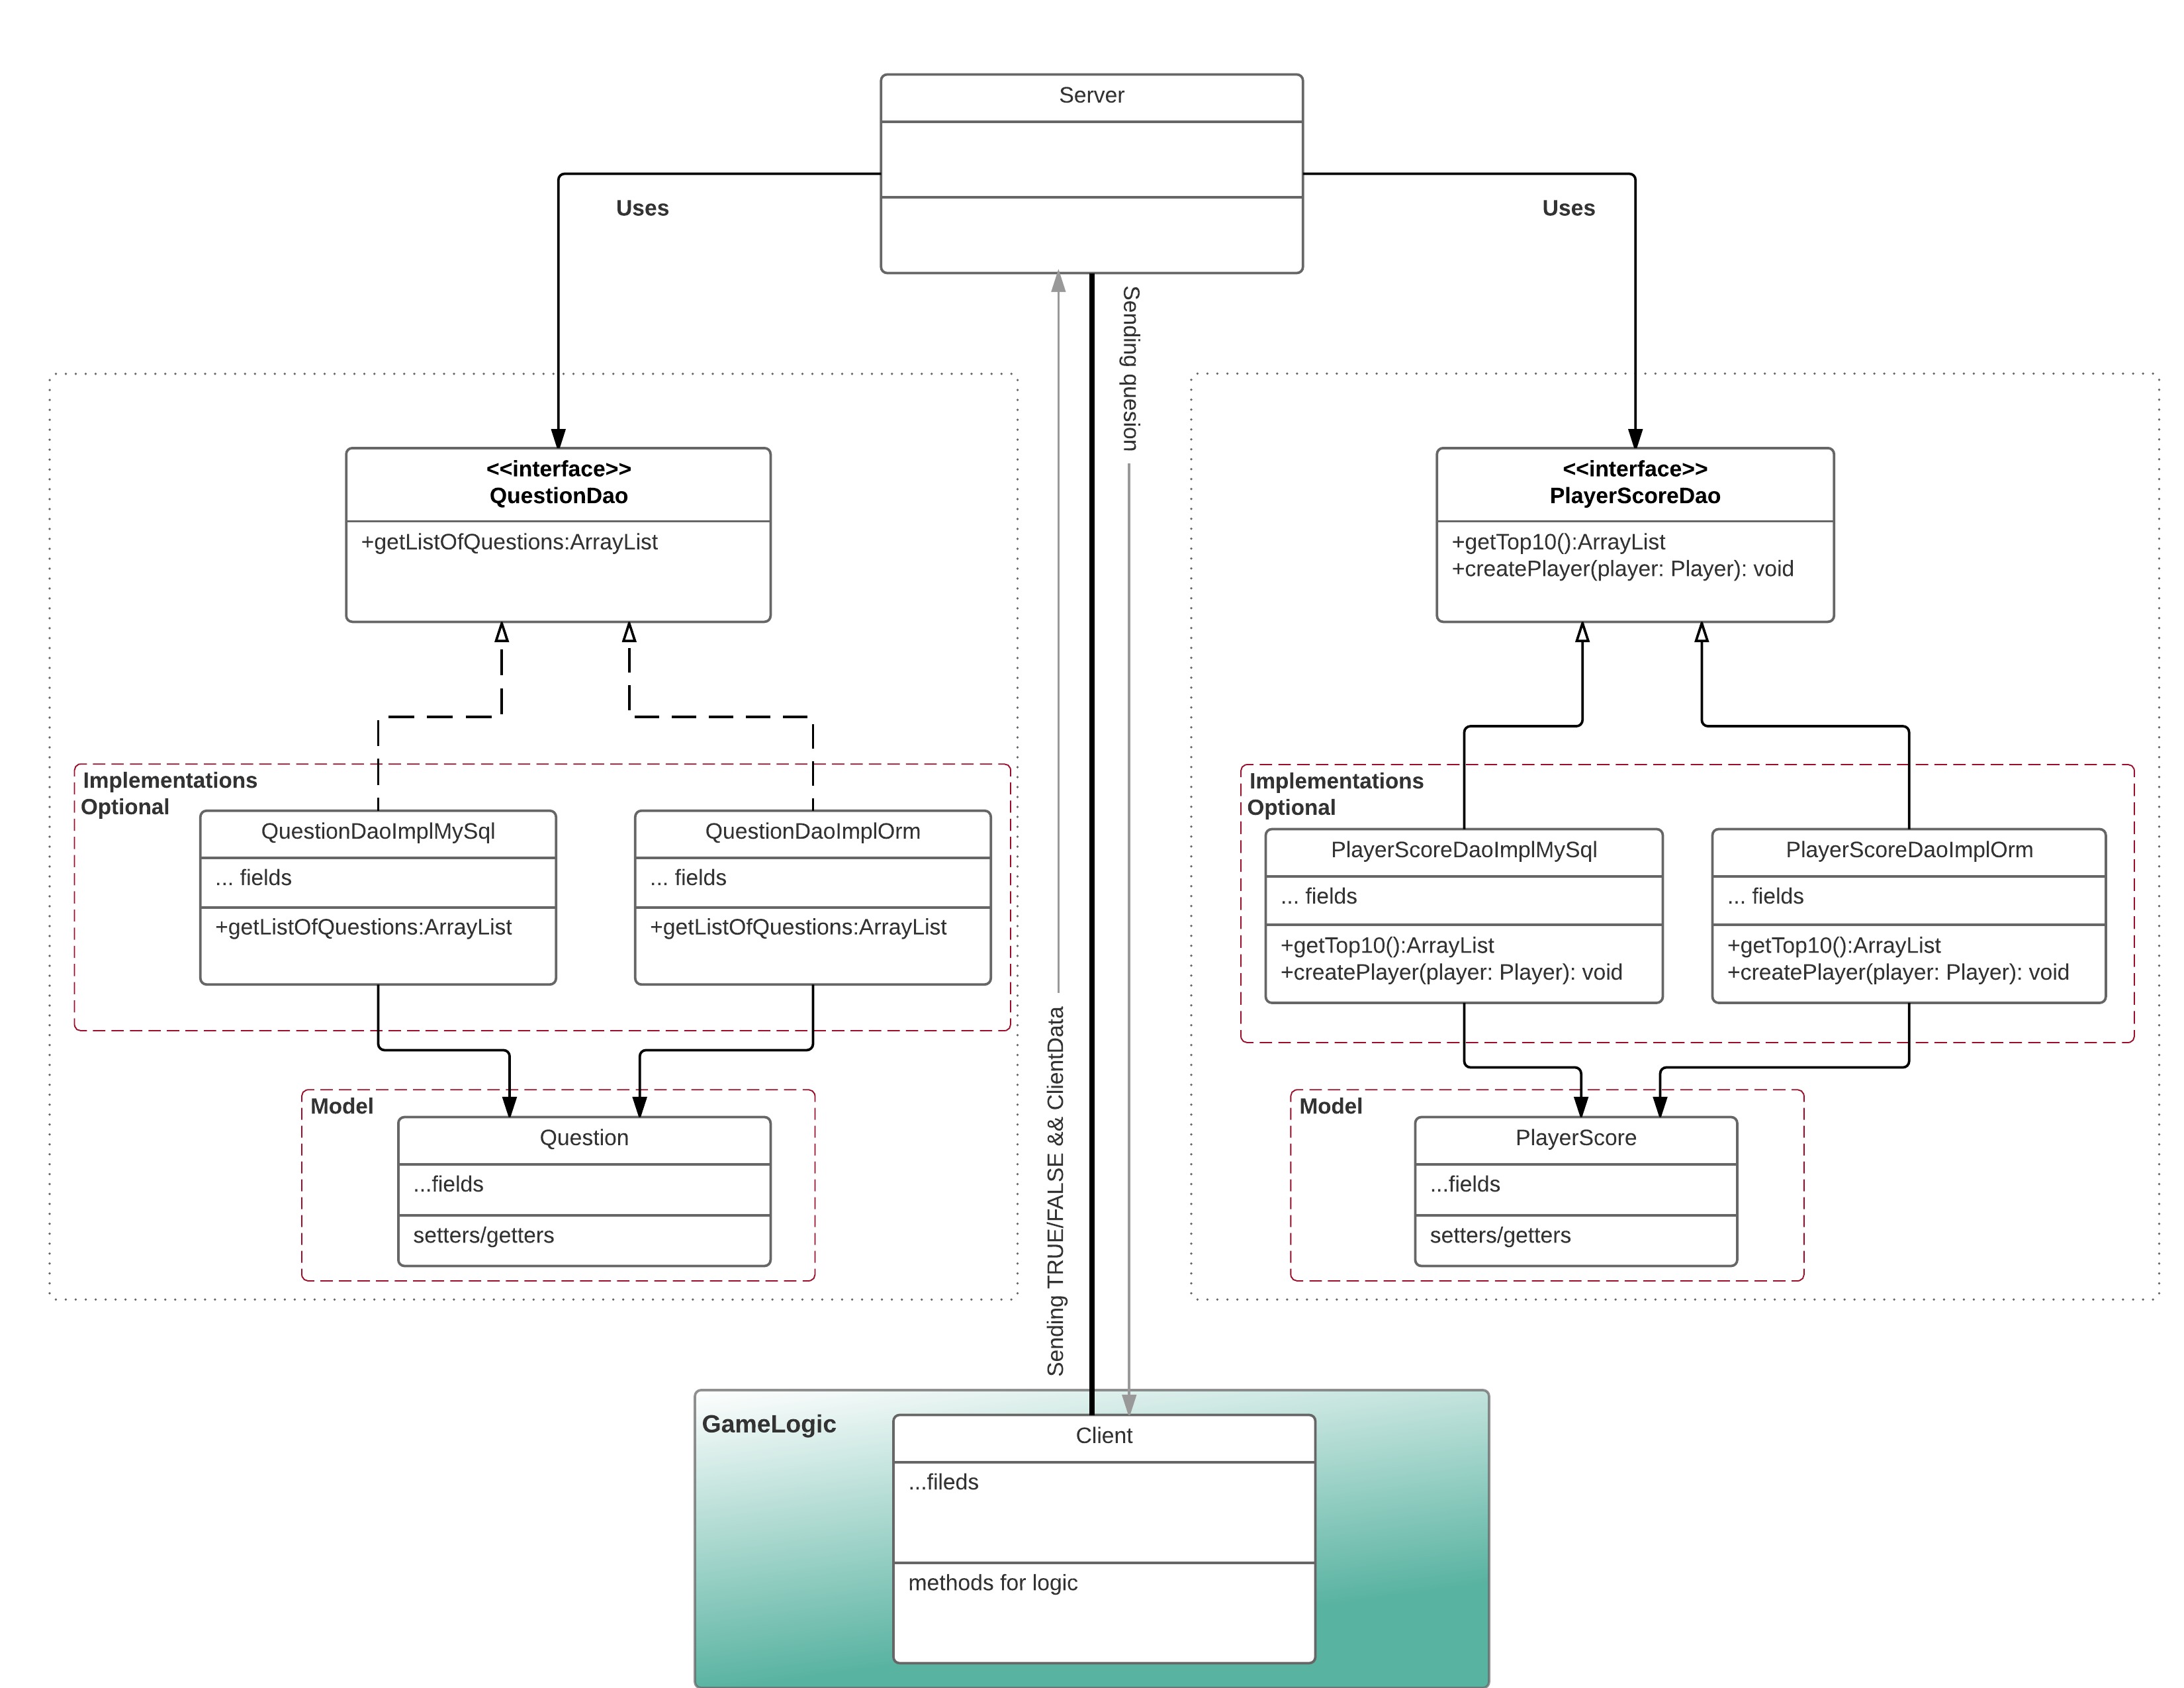 Server
Uses
Uses
Sending quesion
<<interface>>
QuestionDao
+getListOfQuestions:ArrayList
<<interface>>
PlayerScoreDao
+getTop10():ArrayList
+createPlayer(player: Player): void
Implementations
Optional
QuestionDaoImplMySql
... fields
+getListOfQuestions:ArrayList
QuestionDaoImplOrm
... fields
+getListOfQuestions:ArrayList
Implementations
Optional
PlayerScoreDaoImplMySql
... fields
+getTop10():ArrayList
+createPlayer(player: Player): void
PlayerScoreDaoImplOrm
... fields
+getTop10():ArrayList
+createPlayer(player: Player): void
Sending TRUE/FALSE && ClientData
Model
Question
...fields
setters/getters
Model
PlayerScore
...fields
setters/getters
GameLogic
Client
...fileds
methods for logic